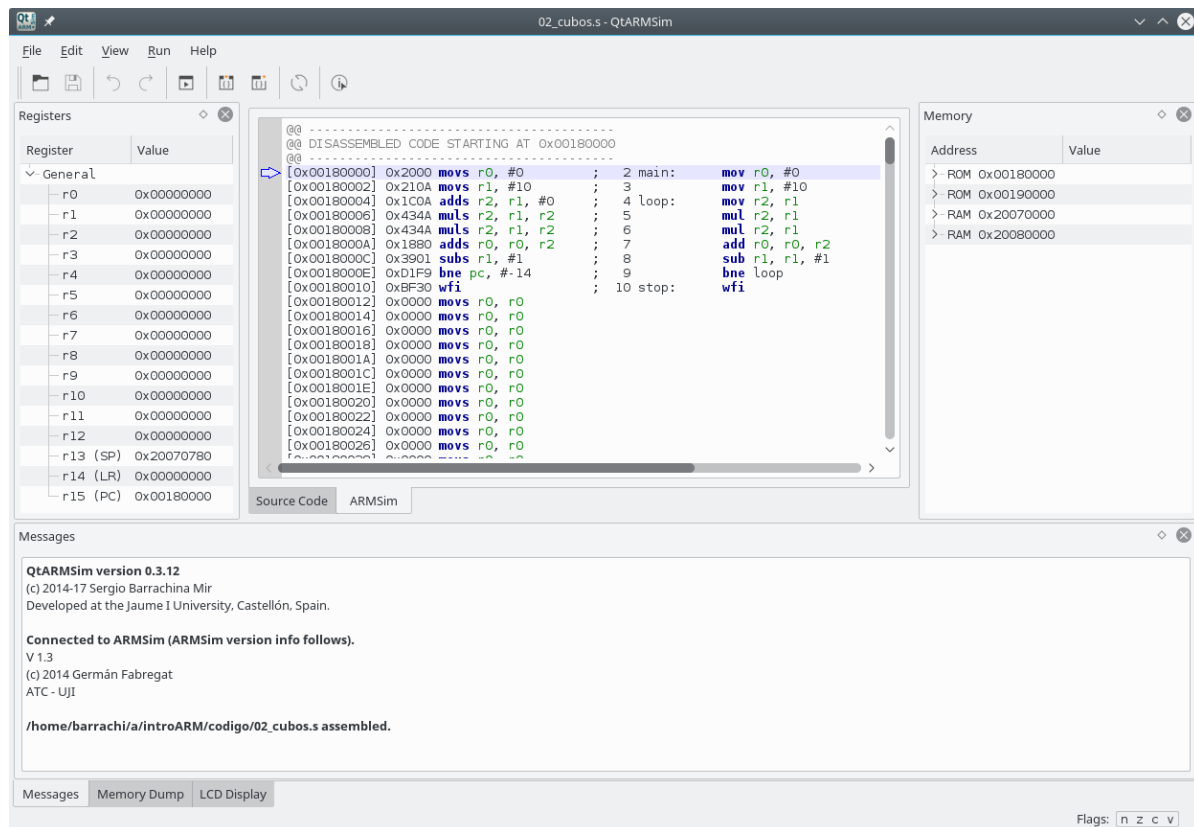 02_cubos.s - QtARMSim
File Edit View Run Help
Registers
Register Value
General
r0 0x00000000
r1 0x00000000
r2 0x00000000
r3 0x00000000
r4 0x00000000
r5 0x00000000
r6 0x00000000
r7 0x00000000
r8 0x00000000
r9 0x00000000
r10 0x00000000
r11 0x00000000
r12 0x00000000
r13 (SP) 0x20070780
r14 (LR) 0x00000000
r15 (PC) 0x00180000
@@ --------------------------------------
@@ DISASSEMBLED CODE STARTING AT 0x00180000
@@ --------------------------------------
[0x00180000] 0x2000 movs r0, #0 ; 2 main: mov r0, #0
[0x00180002] 0x210A movs r1, #10 ; 3 mov r1, #10
[0x00180004] 0x1C0A adds r2, r1, #0 ; 4 loop: mov r2, r1
[0x00180006] 0x434A muls r2, r1, r2 ; 5 mul r2, r1
[0x00180008] 0x434A muls r2, r1, r2 ; 6 mul r2, r1
[0x0018000A] 0x1880 adds r0, r0, r2 ; 7 add r0, r0, r2
[0x0018000C] 0x3901 subs r1, #1 ; 8 sub r1, r1, #1
[0x0018000E] 0xD1F9 bne pc, #-14 ; 9 bne loop
[0x00180010] 0xBF30 wfi ; 10 stop: wfi
[0x00180012] 0x0000 movs r0, r0
[0x00180014] 0x0000 movs r0, r0
[0x00180016] 0x0000 movs r0, r0
[0x00180018] 0x0000 movs r0, r0
[0x0018001A] 0x0000 movs r0, r0
[0x0018001C] 0x0000 movs r0, r0
[0x0018001E] 0x0000 movs r0, r0
[0x00180020] 0x0000 movs r0, r0
[0x00180022] 0x0000 movs r0, r0
[0x00180024] 0x0000 movs r0, r0
[0x00180026] 0x0000 movs r0, r0
Source Code ARMSim
Memory
Address Value
ROM 0x00180000
ROM 0x00190000
RAM 0x20070000
RAM 0x20080000
Messages
QtARMSim version 0.3.12
(c) 2014-17 Sergio Barrachina Mir
Developed at the Jaume I University, Castellón, Spain.
Connected to ARMSim (ARMSim version info follows).
V 1.3
(c) 2014 Germán Fabregat
ATC - UJI
/home/barrachi/a/introARM/codigo/02_cubos.s assembled.
Messages Memory Dump LCD Display
Flags: n z c v